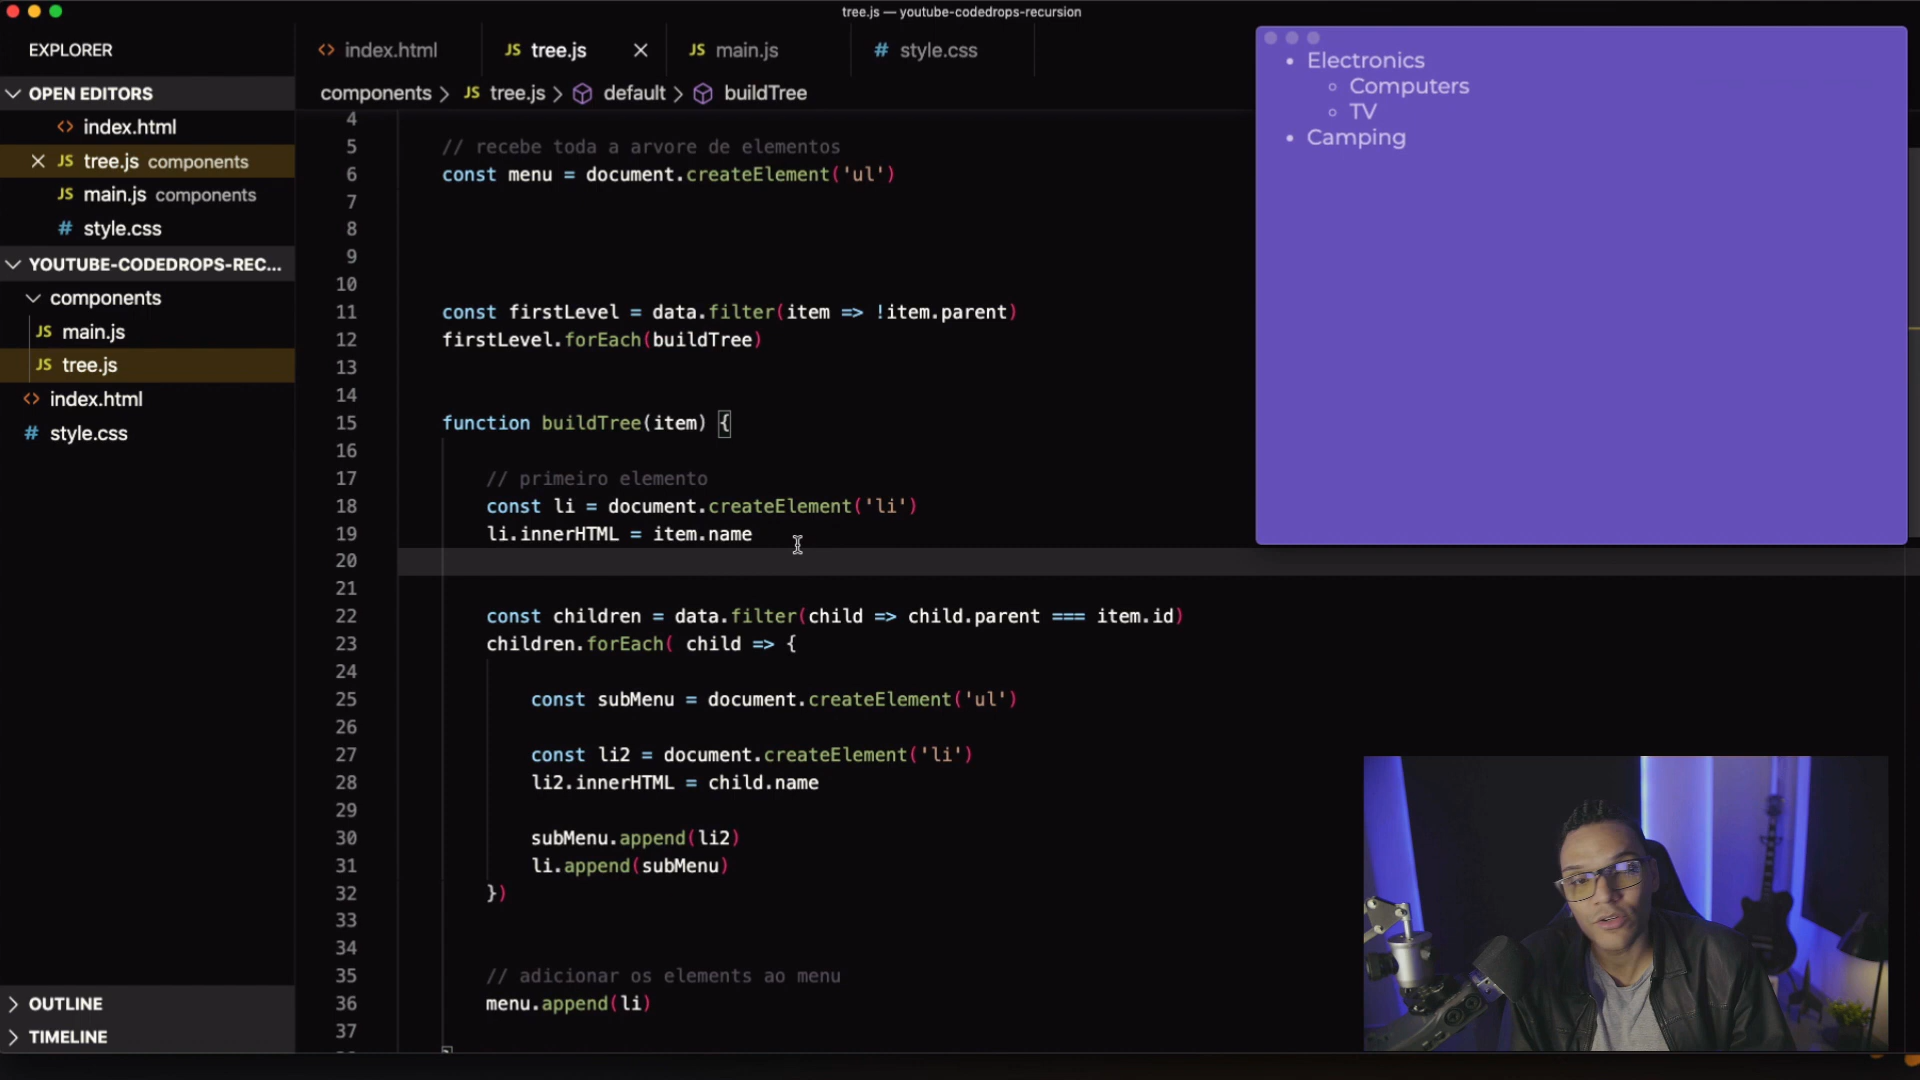 tree.js — youtube-codedrops-recursion
EXPLORER
OPEN EDITORS
index.html
tree.js components
main.js components
style.css
YOUTUBE-CODEDROPS-REC...
components
JS main.js
JS tree.js
<> index.html
# style.css
OUTLINE
TIMELINE
<> index.html
JS tree.js
JS main.js
# style.css
components > JS tree.js > default > buildTree
4
5 // recebe toda a arvore de elementos
6 const menu = document.createElement('ul')
7
8
9
10
11 const firstLevel = data.filter(item => !item.parent)
12 firstLevel.forEach(buildTree)
13
14
15 function buildTree(item) {
16
17 // primeiro elemento
18 const li = document.createElement('li')
19 li.innerHTML = item.name
20
21
22 const children = data.filter(child => child.parent === item.id)
23 children.forEach( child => {
24
25 const subMenu = document.createElement('ul')
26
27 const li2 = document.createElement('li')
28 li2.innerHTML = child.name
29
30 subMenu.append(li2)
31 li.append(subMenu)
32 })
33
34
35 // adicionar os elements ao menu
36 menu.append(li)
37
Electronics
Computers
TV
Camping